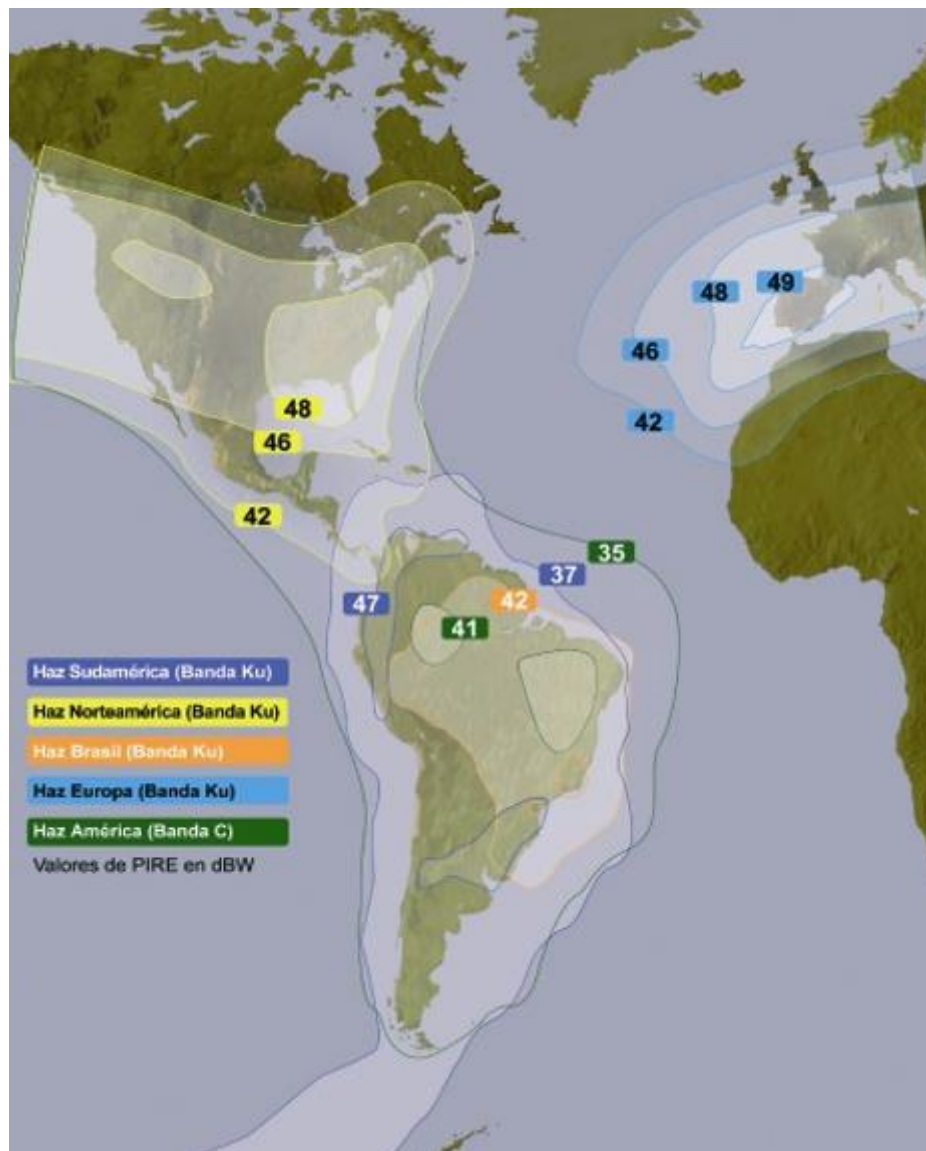 49
48
46
42
48
46
42
35
37
47
42
41
Haz Sudamérica (Banda Ku)
Haz Norteamérica (Banda Ku)
Haz Brasil (Banda Ku)
Haz Europa (Banda Ku)
Haz América (Banda C)
Valores de PIRE en dBW